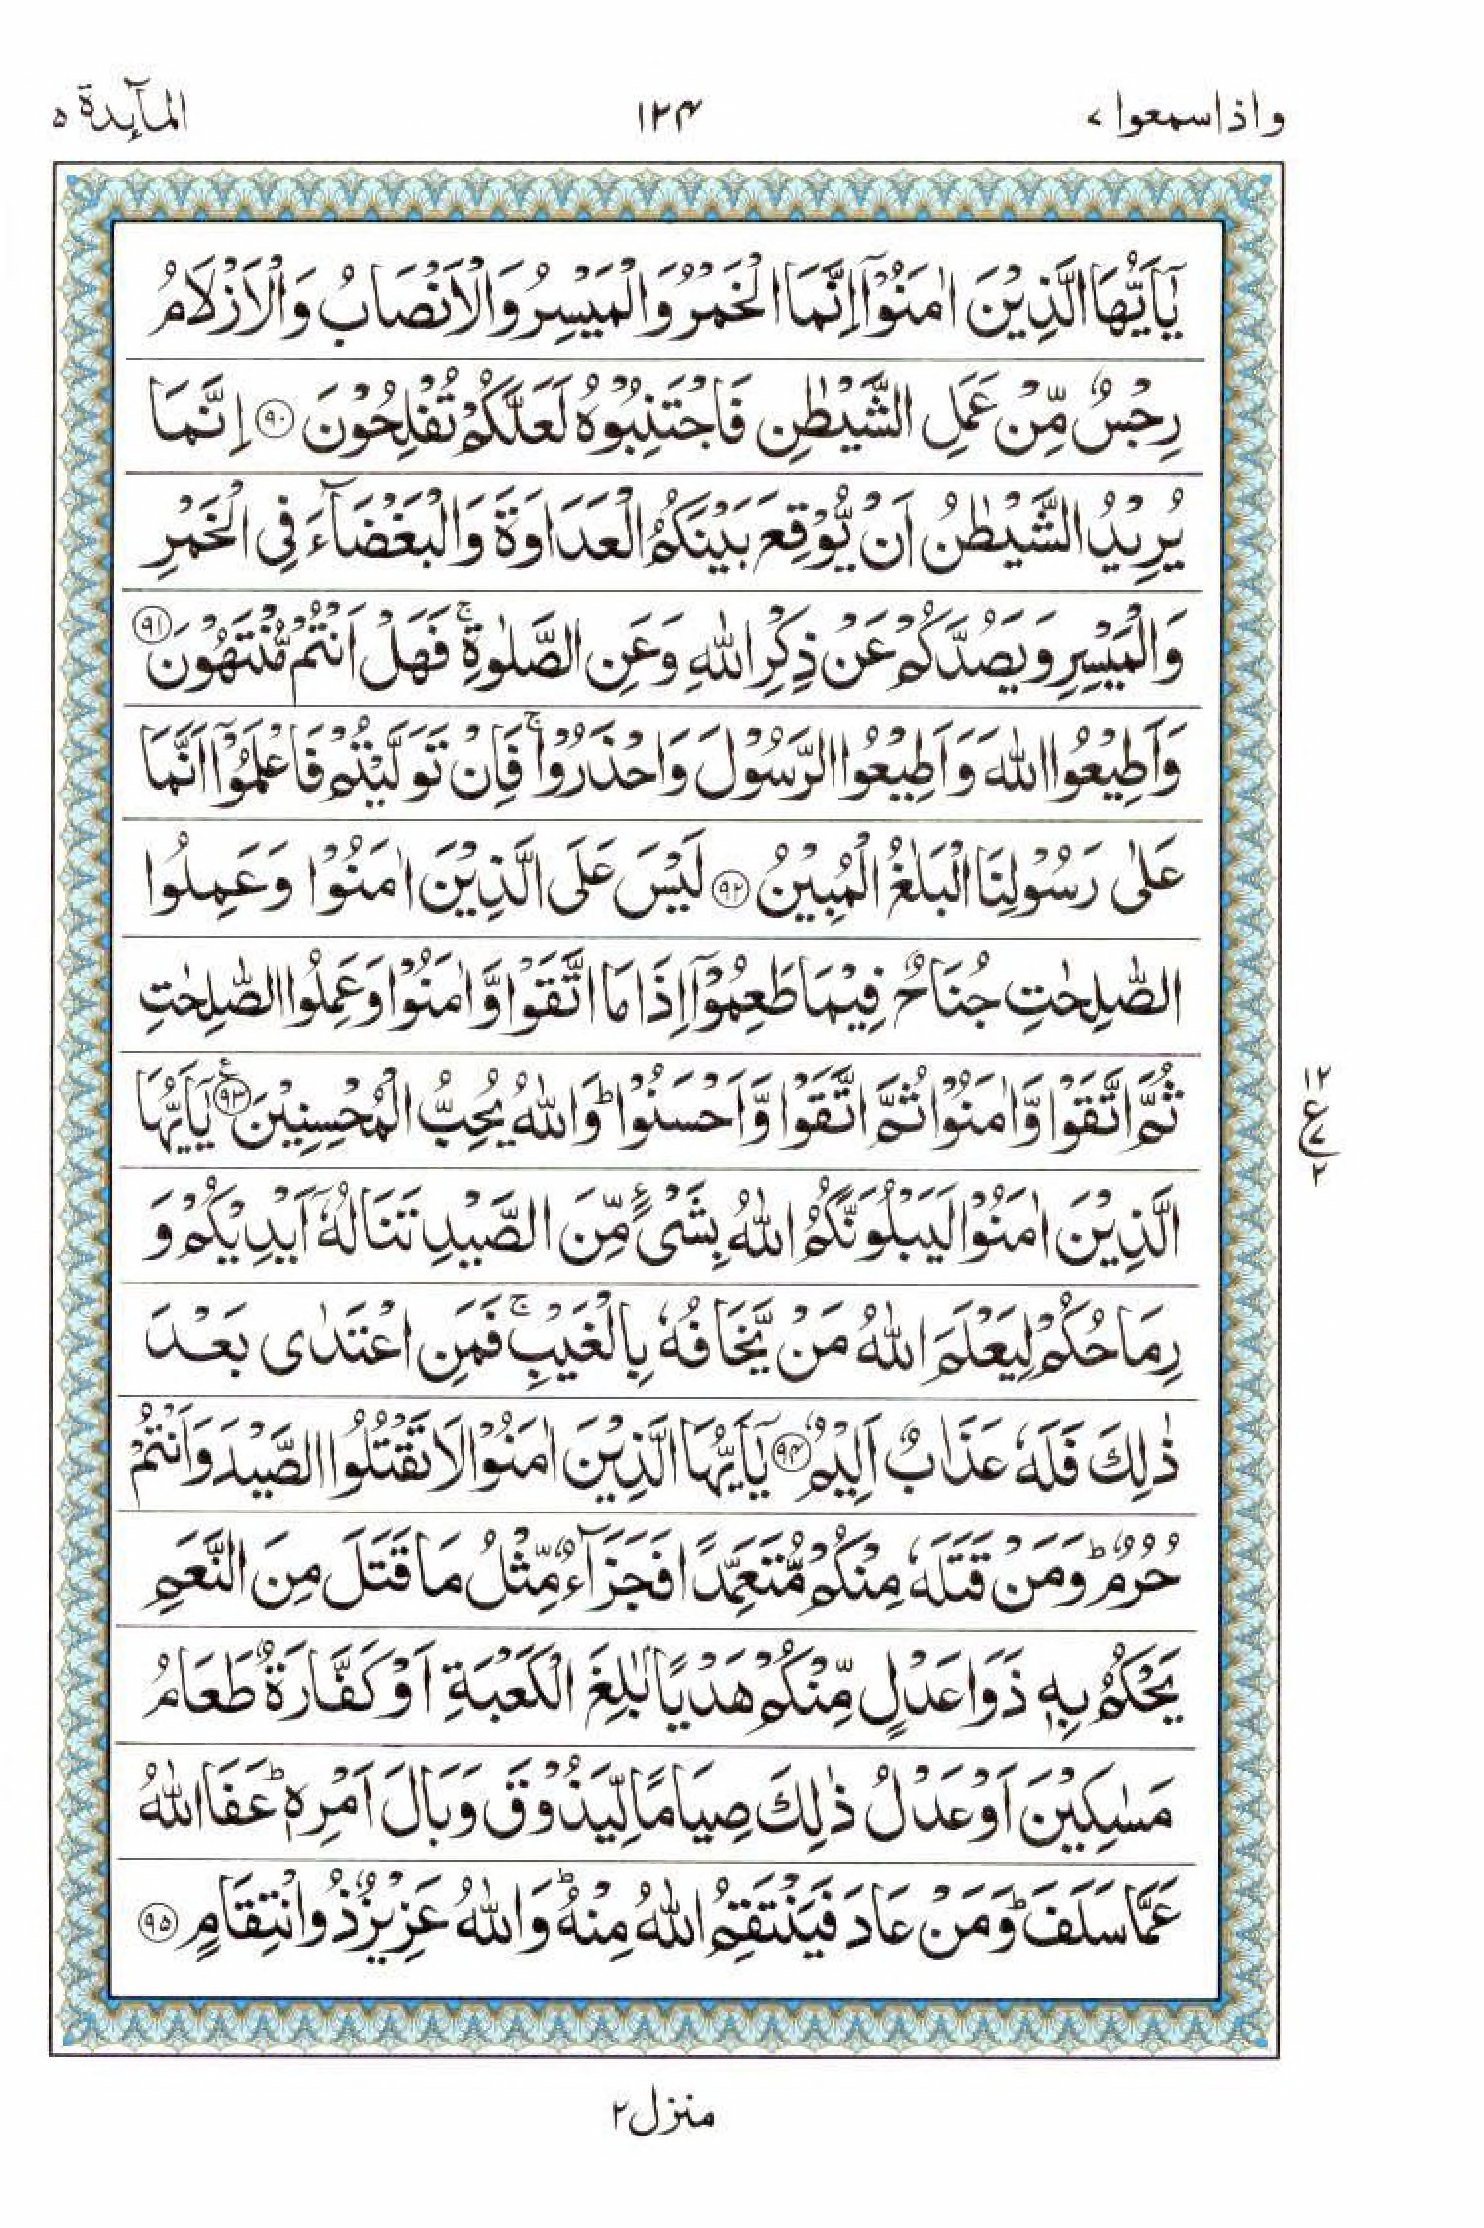 واذاسمعوا ۷
۱۲۴
المآىِٕدة ۵
یٰۤاَیُّهَا الَّذِیْنَ اٰمَنُوْۤا اِنَّمَا الْخَمْرُ وَالْمَیْسِرُ وَالْاَنْصَابُ وَالْاَزْلَامُ
رِجْسٌ مِّنْ عَمَلِ الشَّیْطٰنِ فَاجْتَنِبُوْهُ لَعَلَّكُمْ تُفْلِحُوْنَ ﴿۹۰﴾ اِنَّمَا
یُرِیْدُ الشَّیْطٰنُ اَنْ یُّوْقِعَ بَیْنَكُمُ الْعَدَاوَةَ وَالْبَغْضَآءَ فِی الْخَمْرِ
وَالْمَیْسِرِ وَیَصُدَّكُمْ عَنْ ذِكْرِ اللّٰهِ وَعَنِ الصَّلٰوةِ ۚ فَهَلْ اَنْتُمْ مُّنْتَهُوْنَ ﴿۹۱﴾
وَاَطِیْعُوا اللّٰهَ وَاَطِیْعُوا الرَّسُوْلَ وَاحْذَرُوْا ۚ فَاِنْ تَوَلَّیْتُمْ فَاعْلَمُوْۤا اَنَّمَا
عَلٰی رَسُوْلِنَا الْبَلٰغُ الْمُبِیْنُ ﴿۹۲﴾ لَیْسَ عَلَی الَّذِیْنَ اٰمَنُوْا وَعَمِلُوا
الصّٰلِحٰتِ جُنَاحٌ فِیْمَا طَعِمُوْۤا اِذَا مَا اتَّقَوْا وَّاٰمَنُوْا وَعَمِلُوا الصّٰلِحٰتِ
ثُمَّ اتَّقَوْا وَّاٰمَنُوْا ثُمَّ اتَّقَوْا وَّاَحْسَنُوْا ؕ وَاللّٰهُ یُحِبُّ الْمُحْسِنِیْنَ ﴿۹۳﴾ۧ یٰۤاَیُّهَا
۱۲
ع
۷
۲
الَّذِیْنَ اٰمَنُوْا لَیَبْلُوَنَّكُمُ اللّٰهُ بِشَیْءٍ مِّنَ الصَّیْدِ تَنَالُهٗۤ اَیْدِیْكُمْ وَ
رِمَاحُكُمْ لِیَعْلَمَ اللّٰهُ مَنْ یَّخَافُهٗ بِالْغَیْبِ ۚ فَمَنِ اعْتَدٰی بَعْدَ
ذٰلِكَ فَلَهٗ عَذَابٌ اَلِیْمٌ ﴿۹۴﴾ یٰۤاَیُّهَا الَّذِیْنَ اٰمَنُوْا لَا تَقْتُلُوا الصَّیْدَ وَاَنْتُمْ
حُرُمٌ ؕ وَمَنْ قَتَلَهٗ مِنْكُمْ مُّتَعَمِّدًا فَجَزَآءٌ مِّثْلُ مَا قَتَلَ مِنَ النَّعَمِ
یَحْكُمُ بِهٖ ذَوَا عَدْلٍ مِّنْكُمْ هَدْیًۢا بٰلِغَ الْكَعْبَةِ اَوْ كَفَّارَةٌ طَعَامُ
مَسٰكِیْنَ اَوْ عَدْلُ ذٰلِكَ صِیَامًا لِّیَذُوْقَ وَبَالَ اَمْرِهٖ ؕ عَفَا اللّٰهُ
عَمَّا سَلَفَ ؕ وَمَنْ عَادَ فَیَنْتَقِمُ اللّٰهُ مِنْهُ ؕ وَاللّٰهُ عَزِیْزٌ ذُو انْتِقَامٍ ﴿۹۵﴾
منزل ۲